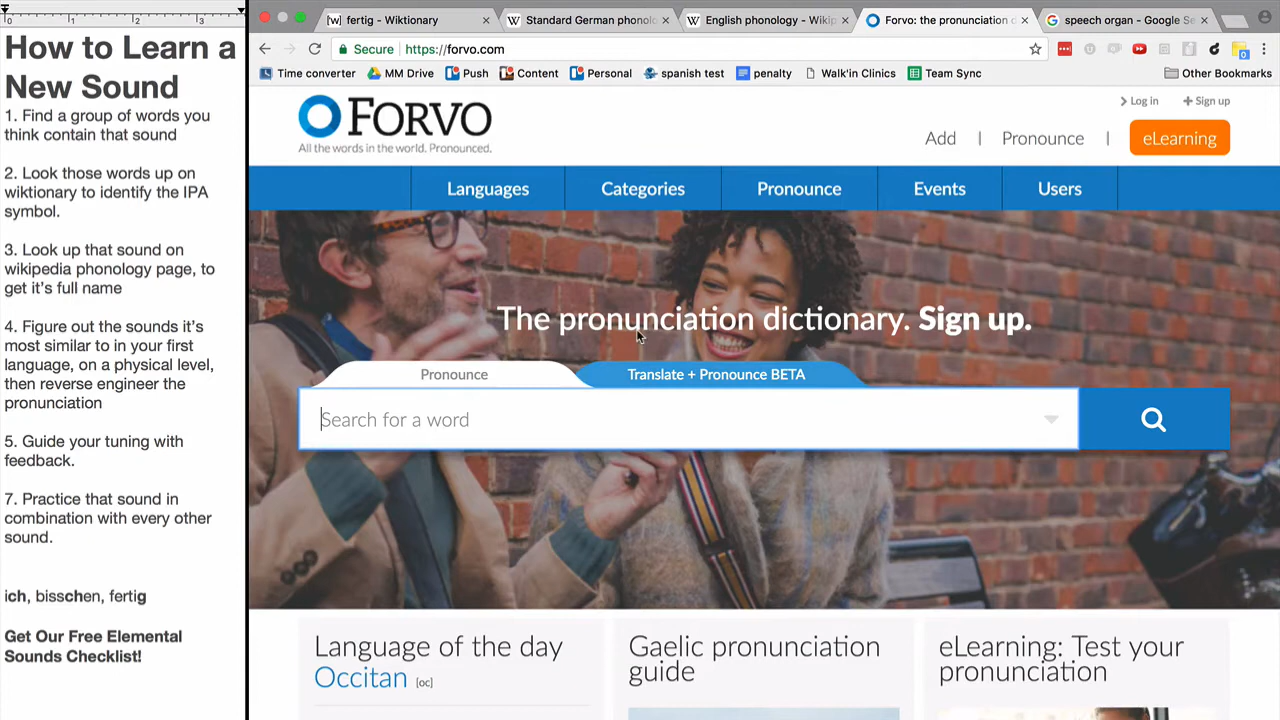 0 1 2 3
How to Learn a
New Sound
1. Find a group of words you
think contain that sound
2. Look those words up on
wiktionary to identify the IPA
symbol.
3. Look up that sound on
wikipedia phonology page, to
get it's full name
4. Figure out the sounds it's
most similar to in your first
language, on a physical level,
then reverse engineer the
pronunciation
5. Guide your tuning with
feedback.
7. Practice that sound in
combination with every other
sound.
ich, bisschen, fertig
Get Our Free Elemental
Sounds Checklist!
[w] fertig - Wiktionary × W Standard German phonol × W English phonology - Wikip × Forvo: the pronunciation d × G speech organ - Google Se ×
Secure https://forvo.com
Time converter MM Drive Push Content Personal spanish test penalty Walk'in Clinics Team Sync Other Bookmarks
FORVO
All the words in the world. Pronounced.
Log in + Sign up
Add | Pronounce | eLearning
Languages Categories Pronounce Events Users
The pronunciation dictionary. Sign up.
Pronounce Translate + Pronounce BETA
Search for a word
Language of the day
Occitan [oc]
Gaelic pronunciation
guide
eLearning: Test your
pronunciation